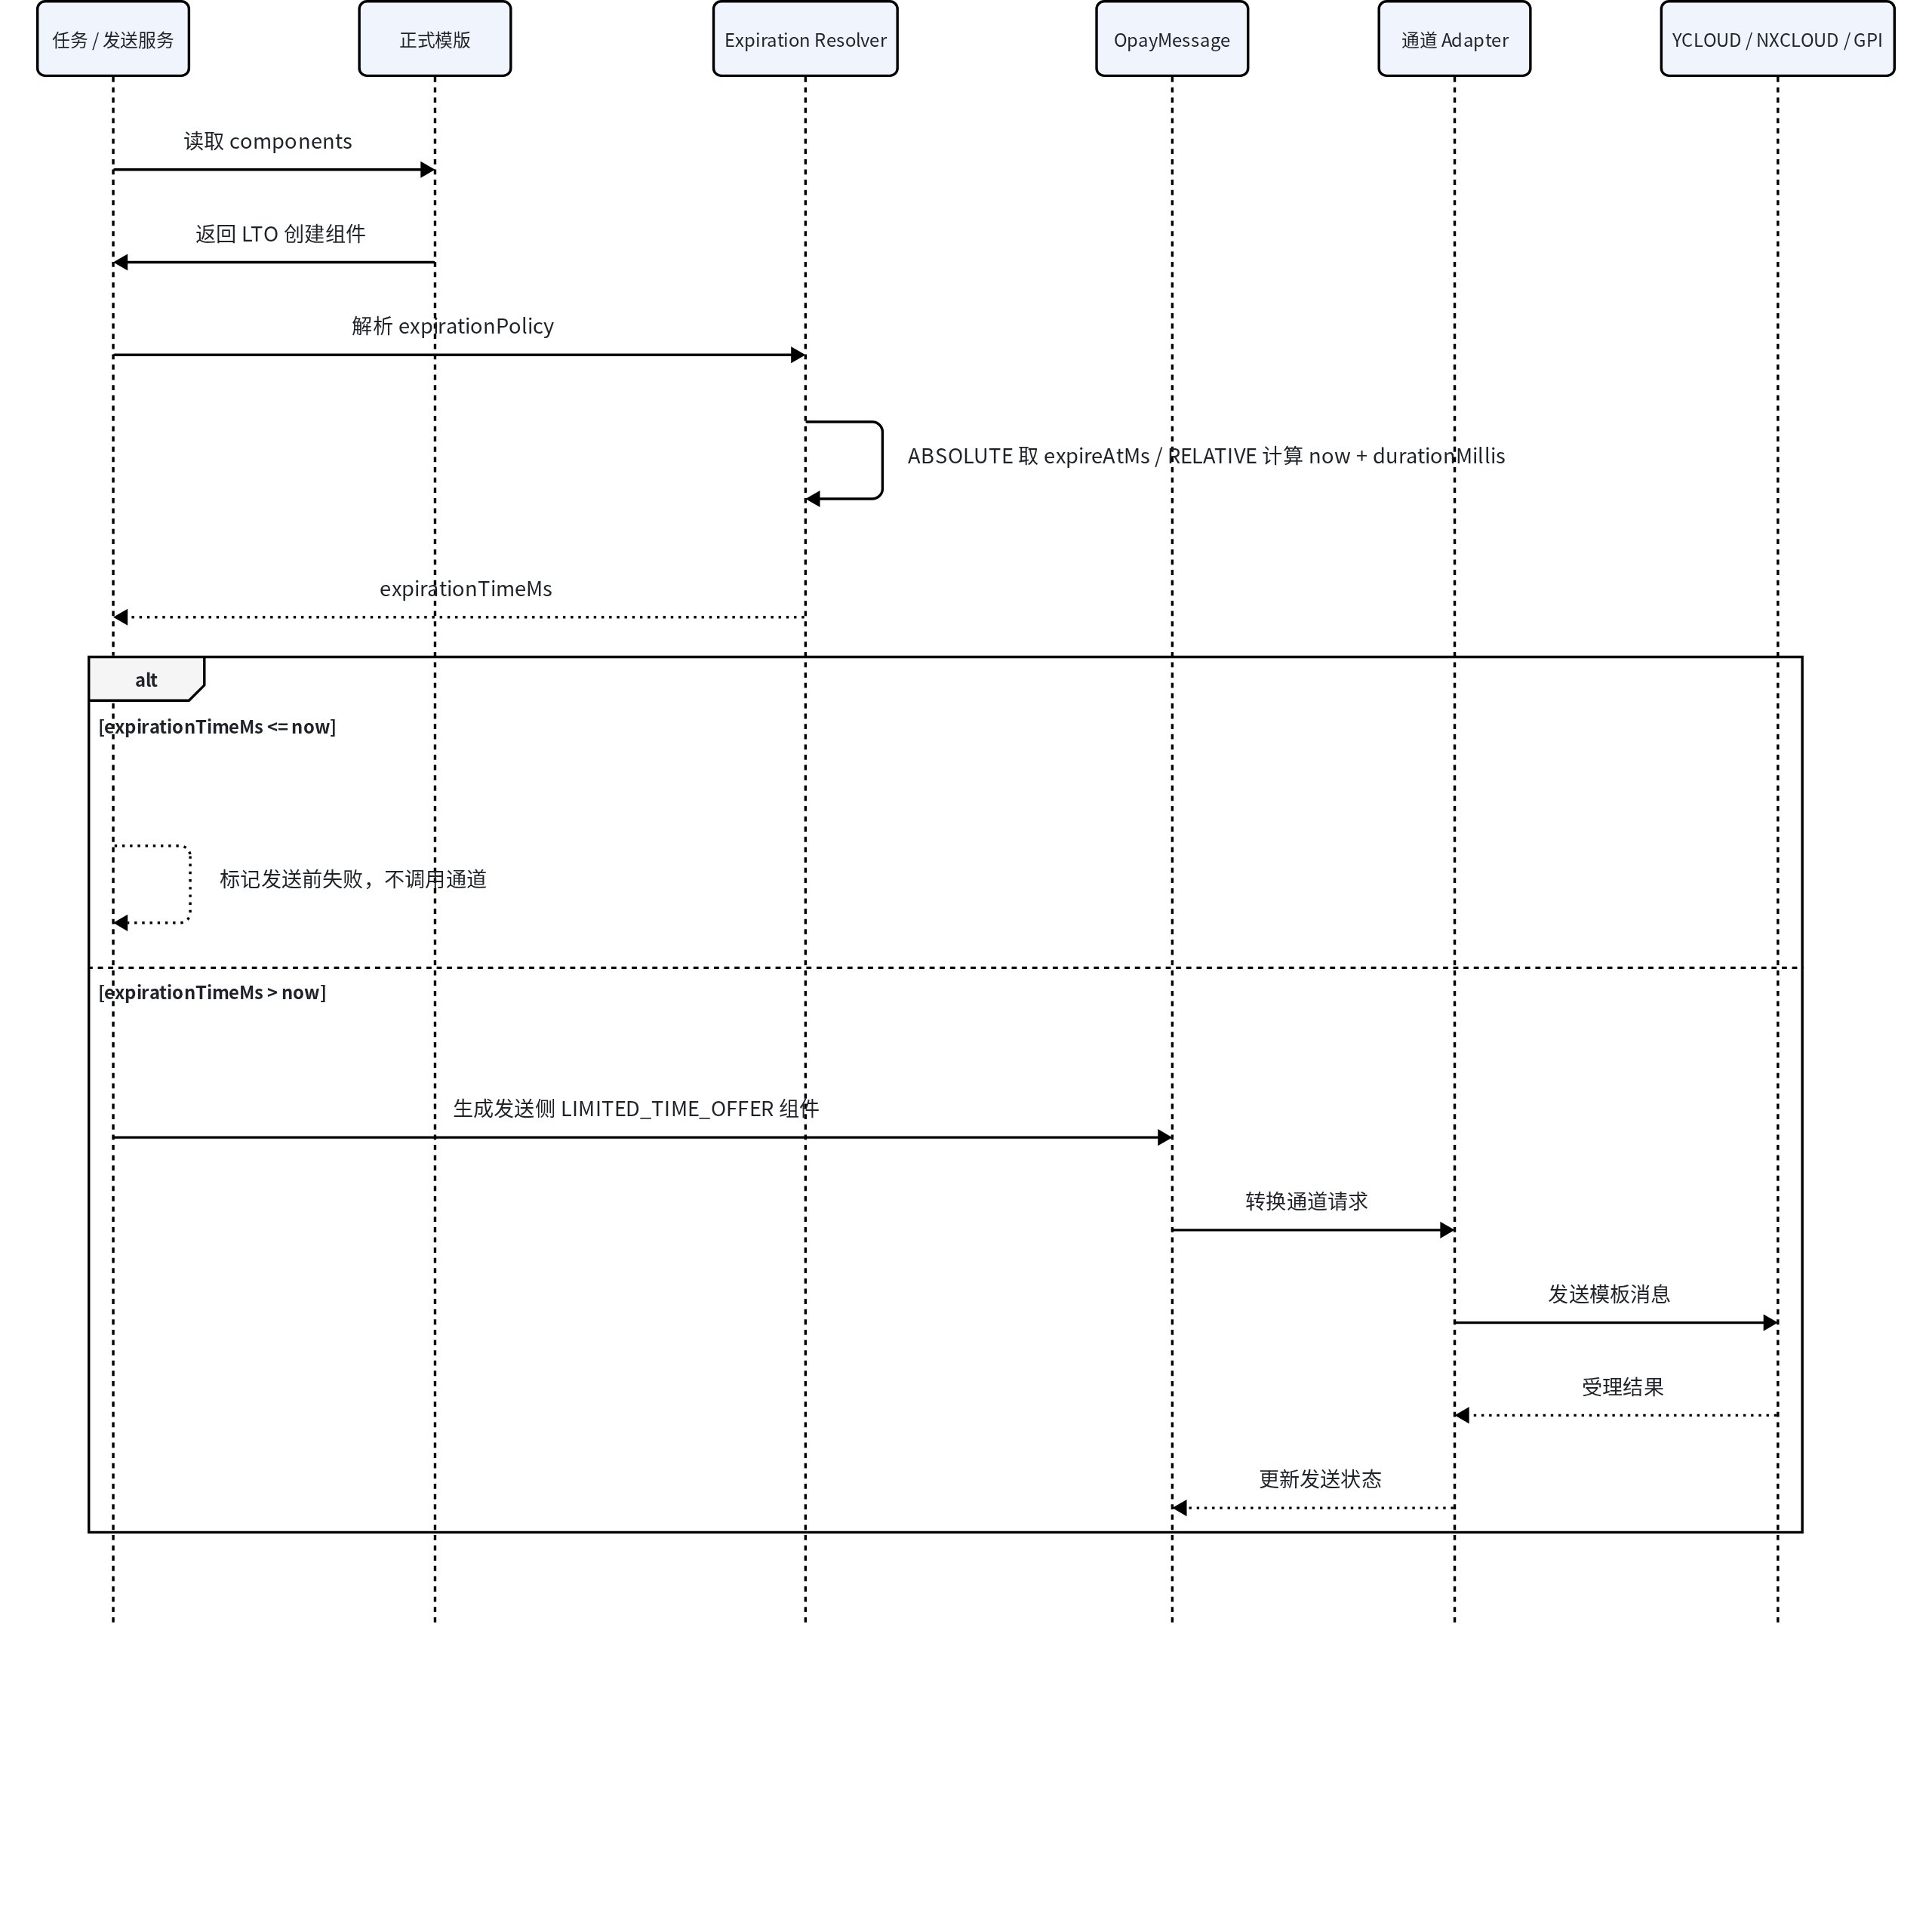 任务 / 发送服务
正式模版
Expiration Resolver
OpayMessage
通道 Adapter
YCLOUD / NXCLOUD / GPI
读取 components
返回 LTO 创建组件
解析 expirationPolicy
ABSOLUTE 取 expireAtMs / RELATIVE 计算 now + durationMillis
expirationTimeMs
alt
[expirationTimeMs <= now]
标记发送前失败，不调用通道
[expirationTimeMs > now]
生成发送侧 LIMITED_TIME_OFFER 组件
转换通道请求
发送模板消息
受理结果
更新发送状态